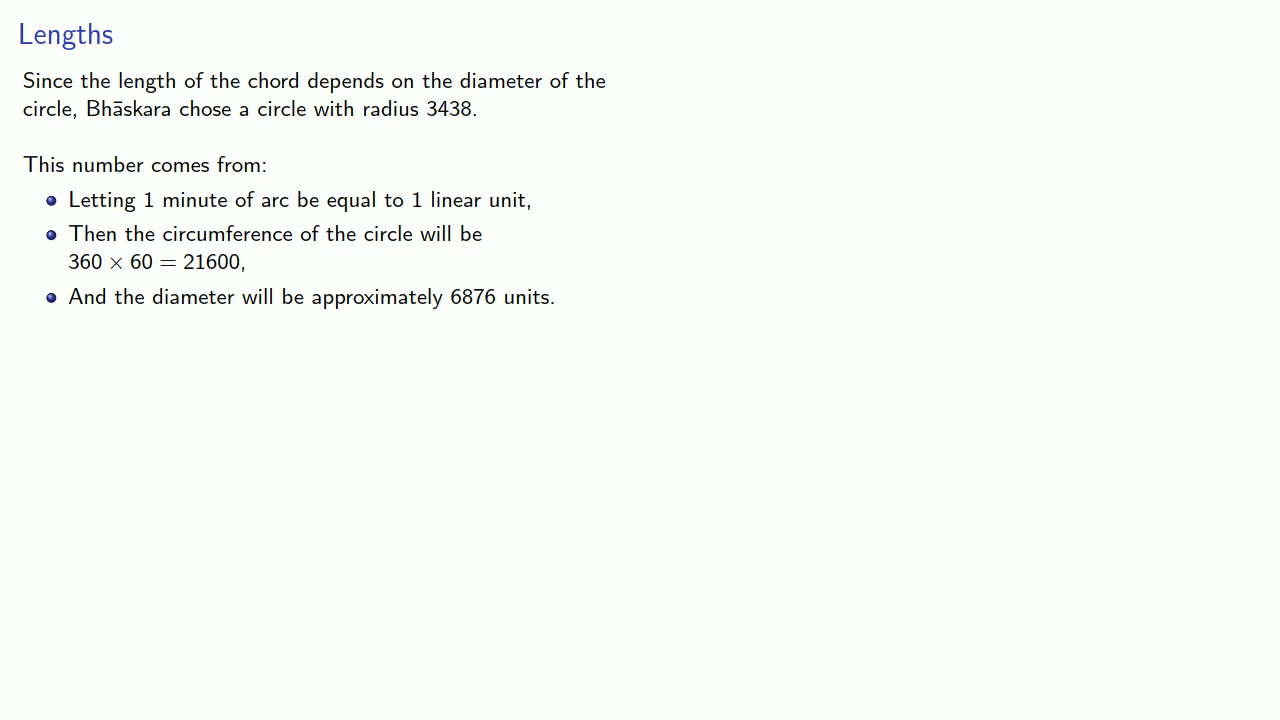 Lengths
Since the length of the chord depends on the diameter of the
circle, Bhāskara chose a circle with radius 3438.
This number comes from:
Letting 1 minute of arc be equal to 1 linear unit,
Then the circumference of the circle will be
360 × 60 = 21600,
And the diameter will be approximately 6876 units.